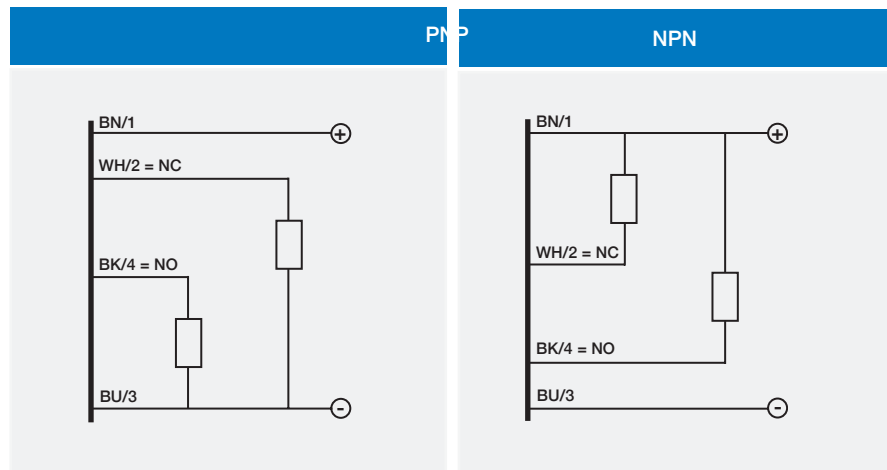 PNP
BN/1
+
WH/2 = NC
BK/4 = NO
BU/3
-
NPN
BN/1
+
WH/2 = NC
BK/4 = NO
BU/3
-